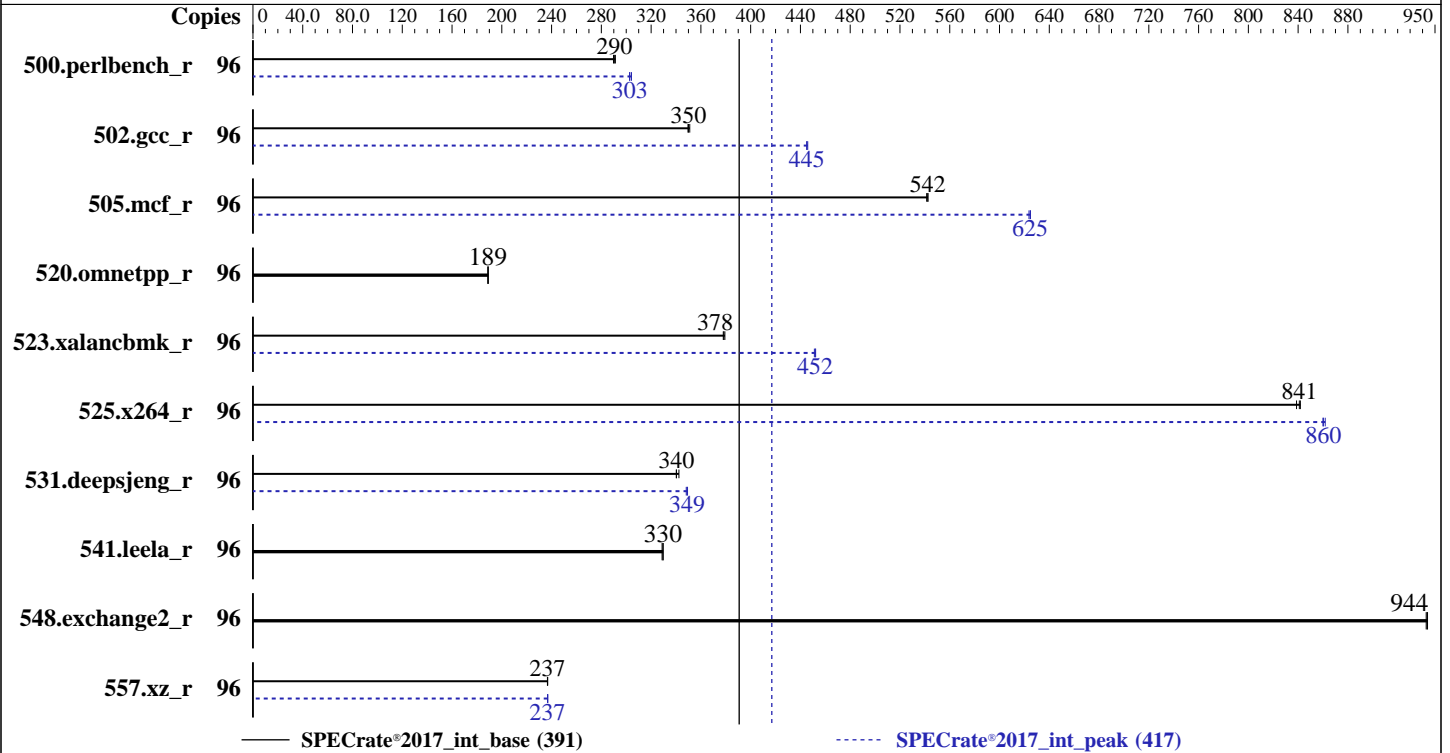 Copies 0 40.0 80.0 120 160 200 240 280 320 360 400 440 480 520 560 600 640 680 720 760 800 840 880 950
290
500.perlbench_r 96
303
350
502.gcc_r 96
445
542
505.mcf_r 96
625
189
520.omnetpp_r 96
378
523.xalancbmk_r 96
452
841
525.x264_r 96
860
340
531.deepsjeng_r 96
349
330
541.leela_r 96
944
548.exchange2_r 96
237
557.xz_r 96
237
SPECrate®2017_int_base (391) SPECrate®2017_int_peak (417)